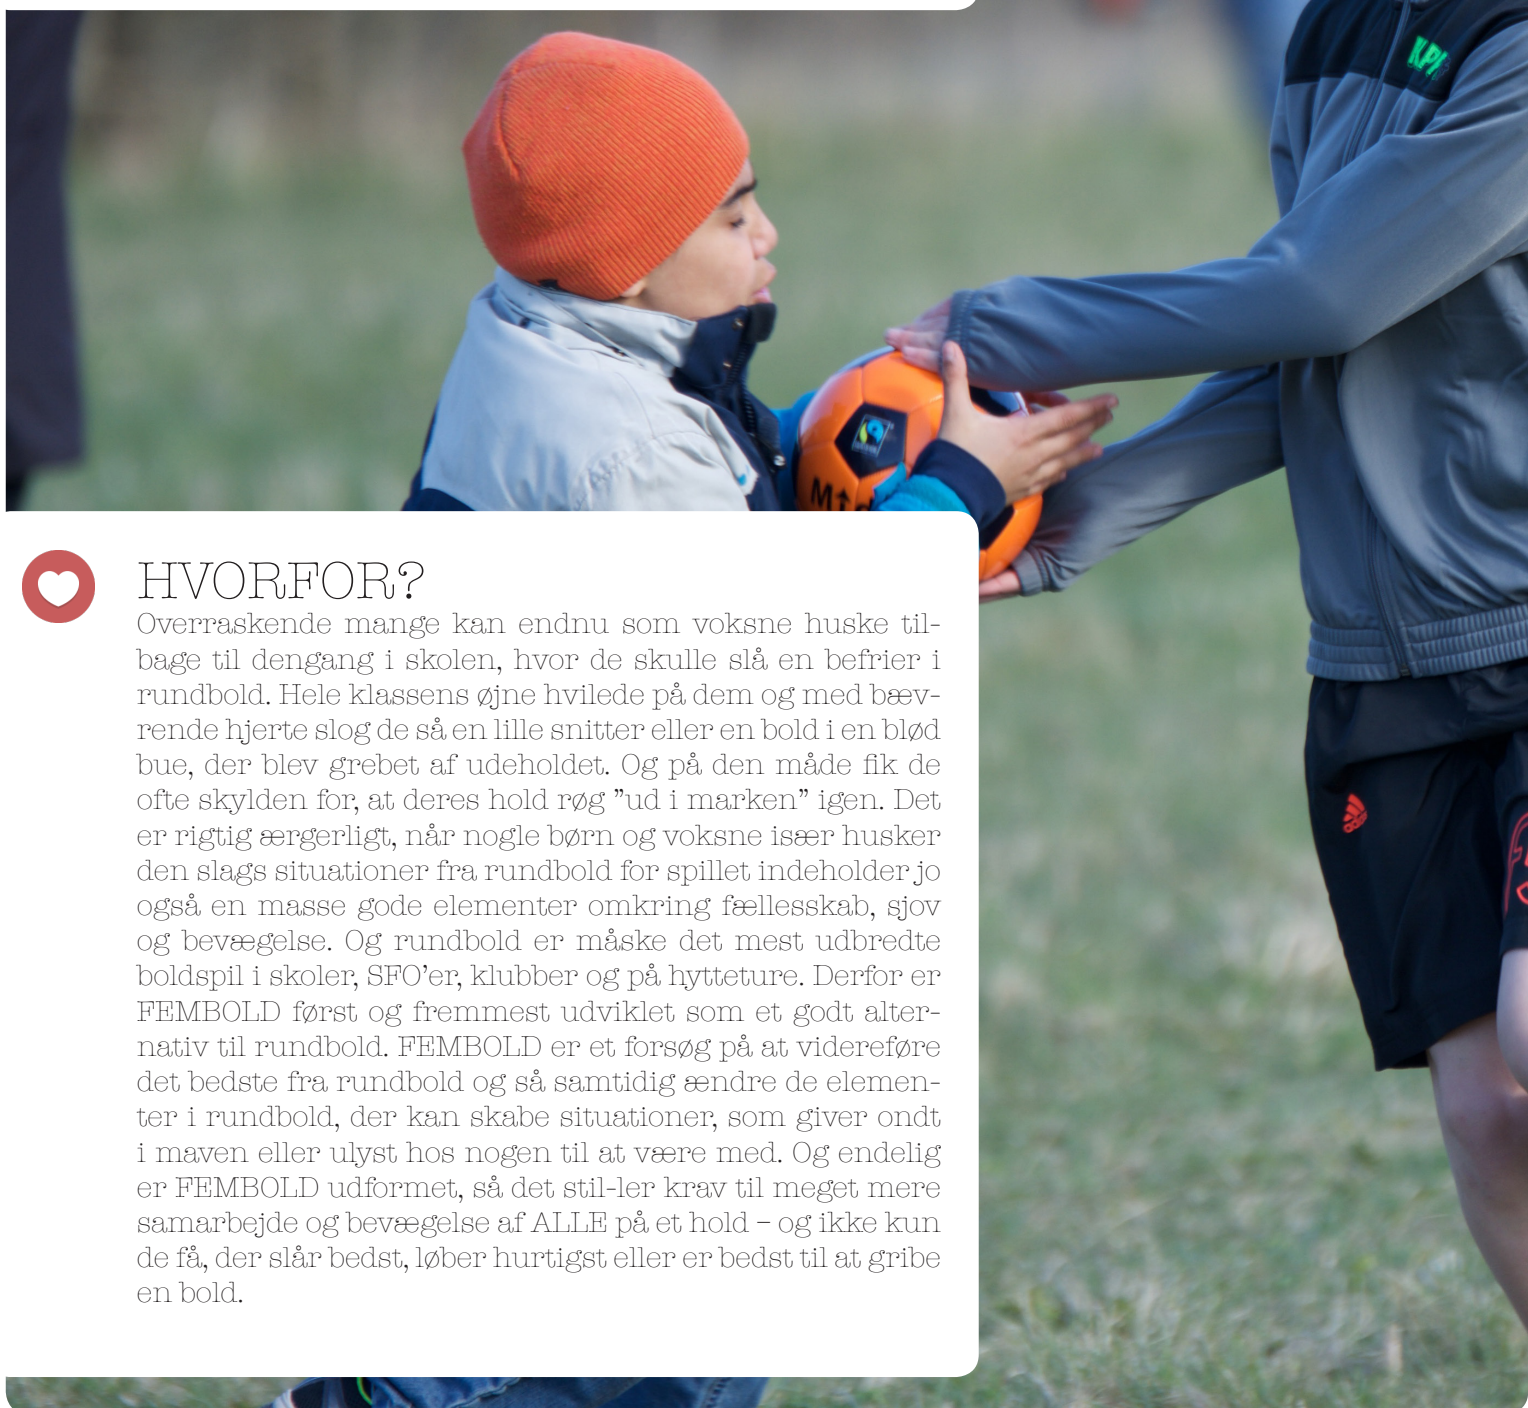 KPK
HVORFOR?
Overraskende mange kan endnu som voksne huske til-
bage til dengang i skolen, hvor de skulle slå en befrier i
rundbold. Hele klassens øjne hvilede på dem og med bæv-
rende hjerte slog de så en lille snitter eller en bold i en blød
bue, der blev grebet af udeholdet. Og på den måde fik de
ofte skylden for, at deres hold røg ”ud i marken” igen. Det
er rigtig ærgerligt, når nogle børn og voksne især husker
den slags situationer fra rundbold for spillet indeholder jo
også en masse gode elementer omkring fællesskab, sjov
og bevægelse. Og rundbold er måske det mest udbredte
boldspil i skoler, SFO’er, klubber og på hytteture. Derfor er
FEMBOLD først og fremmest udviklet som et godt alter-
nativ til rundbold. FEMBOLD er et forsøg på at videreføre
det bedste fra rundbold og så samtidig ændre de elemen-
ter i rundbold, der kan skabe situationer, som giver ondt
i maven eller ulyst hos nogen til at være med. Og endelig
er FEMBOLD udformet, så det stil-ler krav til meget mere
samarbejde og bevægelse af ALLE på et hold – og ikke kun
de få, der slår bedst, løber hurtigst eller er bedst til at gribe
en bold.
adidas